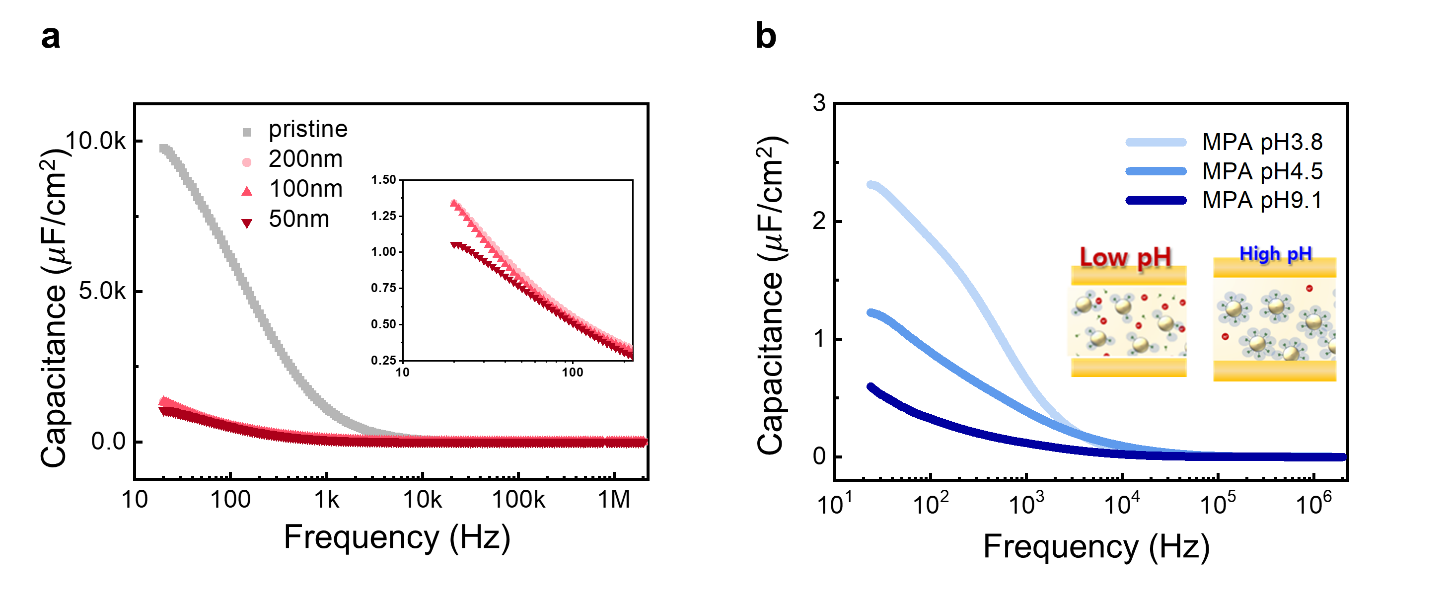 a
Capacitance (μF/cm²)
10.0k
5.0k
0.0
10
100
1k
10k
100k
1M
Frequency (Hz)
pristine
200nm
100nm
50nm
1.50
1.25
1.00
0.75
0.50
0.25
10
100
b
Capacitance (μF/cm²)
3
2
1
0
10¹
10²
10³
10⁴
10⁵
10⁶
Frequency (Hz)
MPA pH3.8
MPA pH4.5
MPA pH9.1
Low pH
High pH